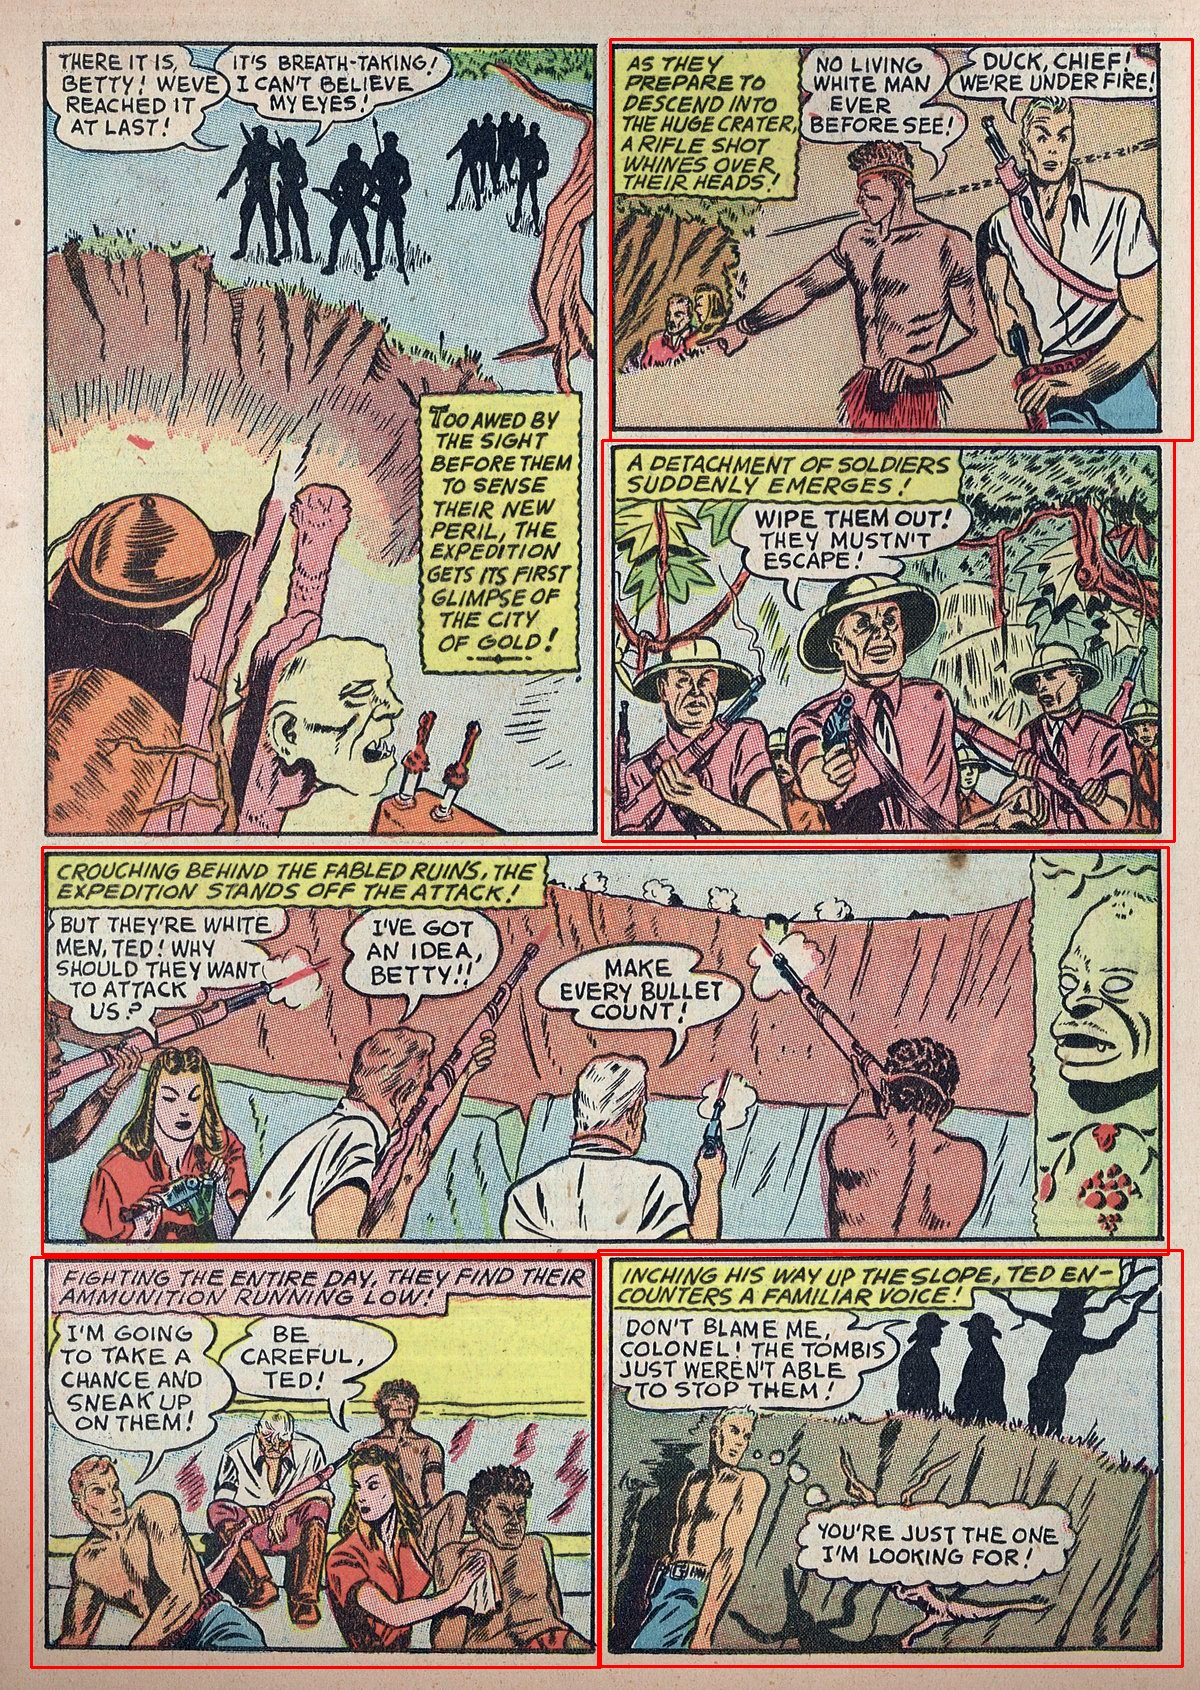 THERE IT IS,
BETTY! WEVE
REACHED IT
AT LAST!
IT'S BREATH-TAKING!
I CAN'T BELIEVE
MY EYES!
TOO AWED BY
THE SIGHT
BEFORE THEM
TO SENSE
THEIR NEW
PERIL, THE
EXPEDITION
GETS ITS FIRST
GLIMPSE OF
THE CITY
OF GOLD!
AS THEY
PREPARE TO
DESCEND INTO
THE HUGE CRATER,
A RIFLE SHOT
WHINES OVER
THEIR HEADS!
NO LIVING
WHITE MAN
EVER
BEFORE SEE!
DUCK, CHIEF!
WE'RE UNDER FIRE!
A DETACHMENT OF SOLDIERS
SUDDENLY EMERGES!
WIPE THEM OUT!
THEY MUSTN'T
ESCAPE!
CROUCHING BEHIND THE FABLED RUINS, THE
EXPEDITION STANDS OFF THE ATTACK!
BUT THEY'RE WHITE
MEN, TED! WHY
SHOULD THEY WANT
TO ATTACK
US?
I'VE GOT
AN IDEA,
BETTY!!
MAKE
EVERY BULLET
COUNT!
FIGHTING THE ENTIRE DAY, THEY FIND THEIR
AMMUNITION RUNNING LOW!
I'M GOING
TO TAKE A
CHANCE AND
SNEAK UP
ON THEM!
BE
CAREFUL,
TED!
INCHING HIS WAY UP THE SLOPE, TED EN-
COUNTERS A FAMILIAR VOICE!
DON'T BLAME ME,
COLONEL! THE TOMBIS
JUST WEREN'T ABLE
TO STOP THEM!
YOU'RE JUST THE ONE
I'M LOOKING FOR!